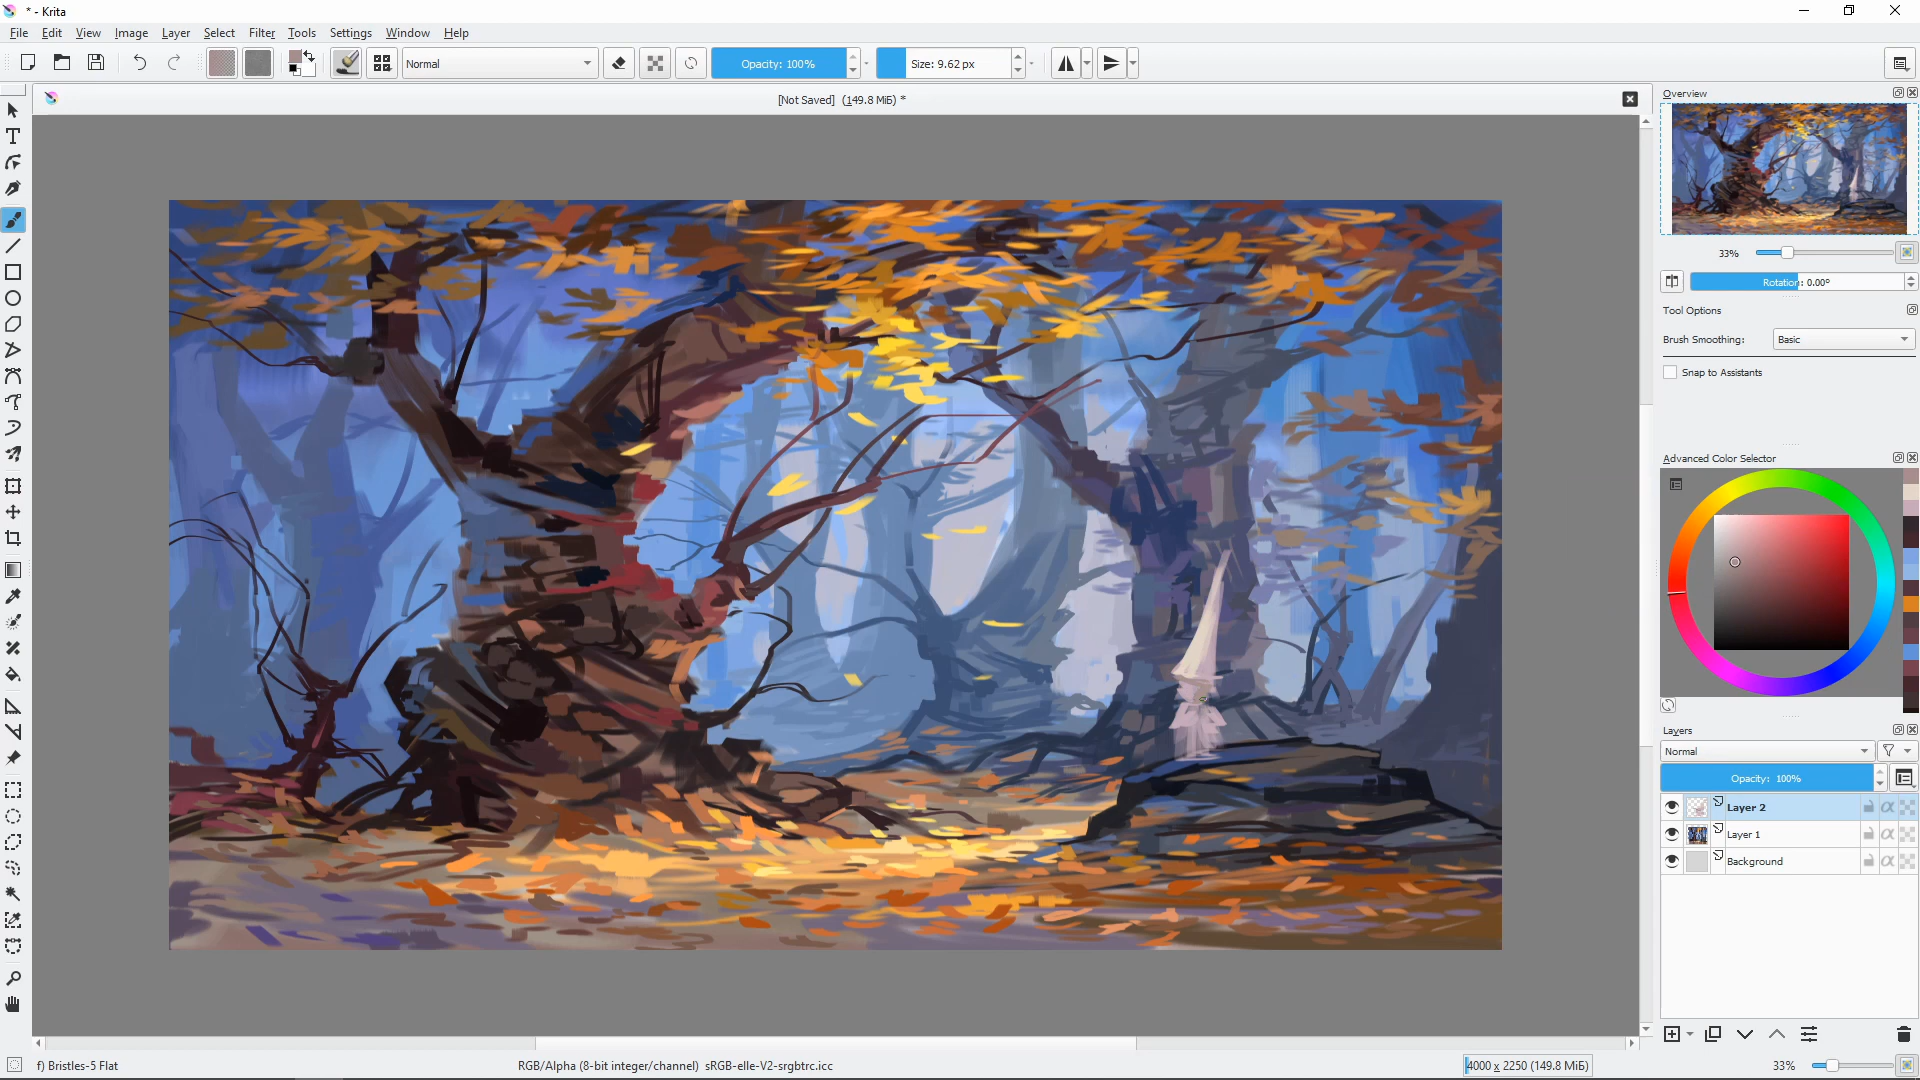 * - Krita
File Edit View Image Layer Select Filter Tools Settings Window Help
Normal
Opacity: 100%
Size: 9.62 px
[Not Saved] (149.8 MiB) *
Overview
33%
Rotation: 0.00°
Tool Options
Brush Smoothing: Basic
Snap to Assistants
Advanced Color Selector
Layers
Normal
Opacity: 100%
Layer 2
Layer 1
Background
f) Bristles-5 Flat
RGB/Alpha (8-bit integer/channel) sRGB-elle-V2-srgbtrc.icc
4000 x 2250 (149.8 MiB)
33%